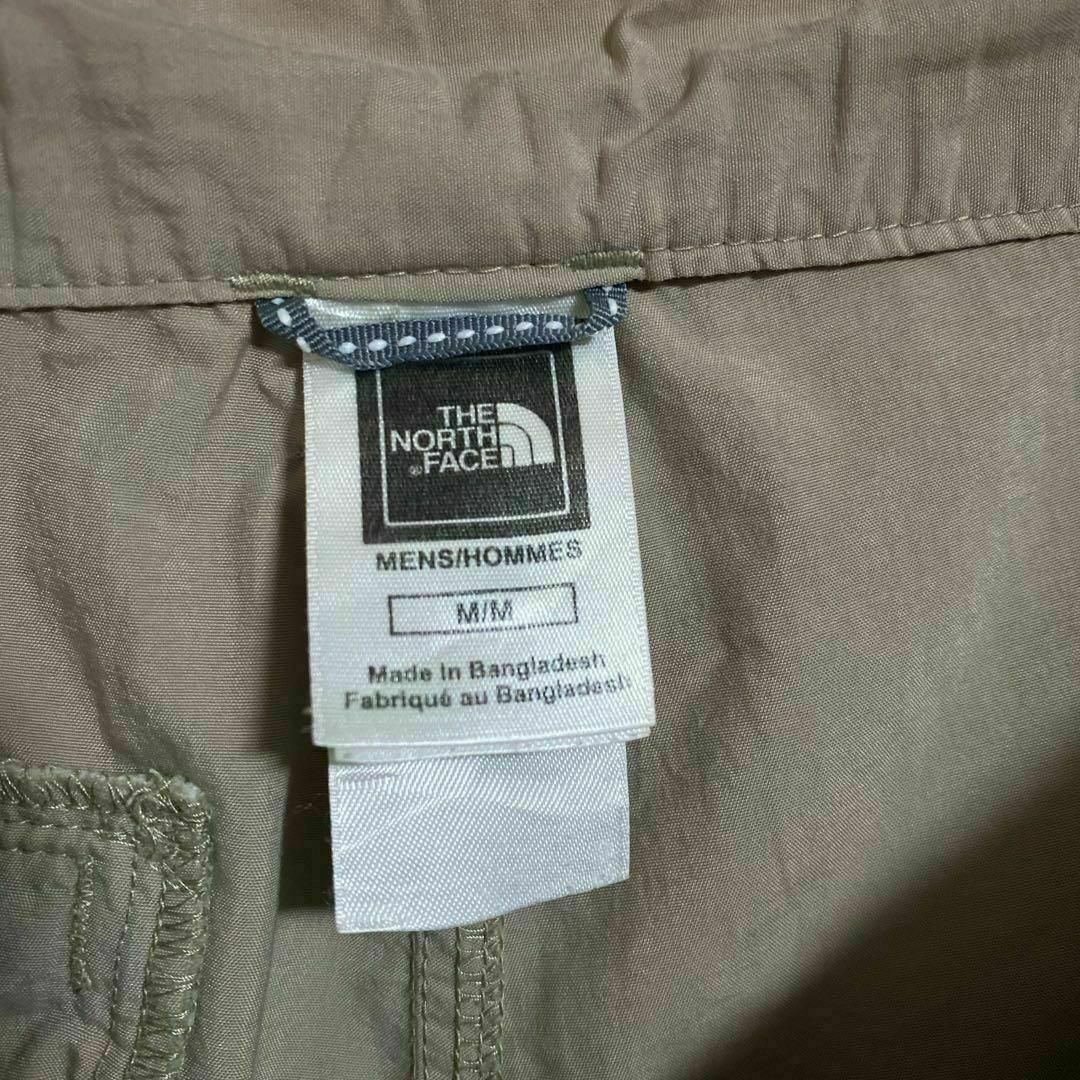 THE
NORTH
FACE
®
MENS/HOMMES
M/M
Made in Bangladesh
Fabriqué au Bangladesh